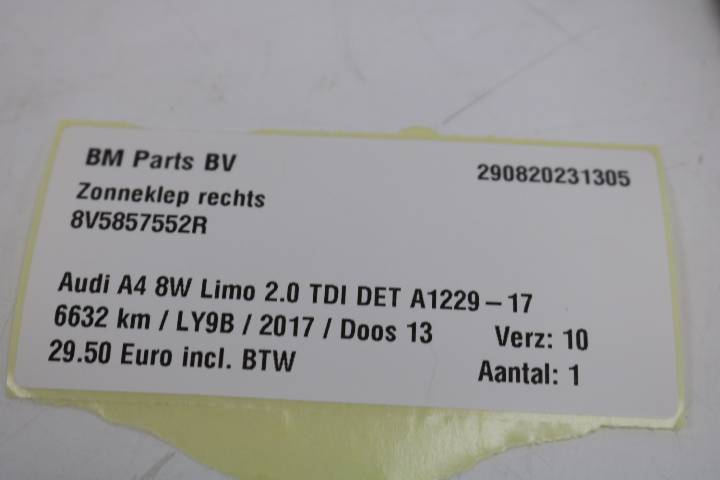 BM Parts BV 290820231305
Zonneklep rechts
8V5857552R
Audi A4 8W Limo 2.0 TDI DET A1229-17
6632 km / LY9B / 2017 / Doos 13 Verz: 10
29.50 Euro incl. BTW Aantal: 1